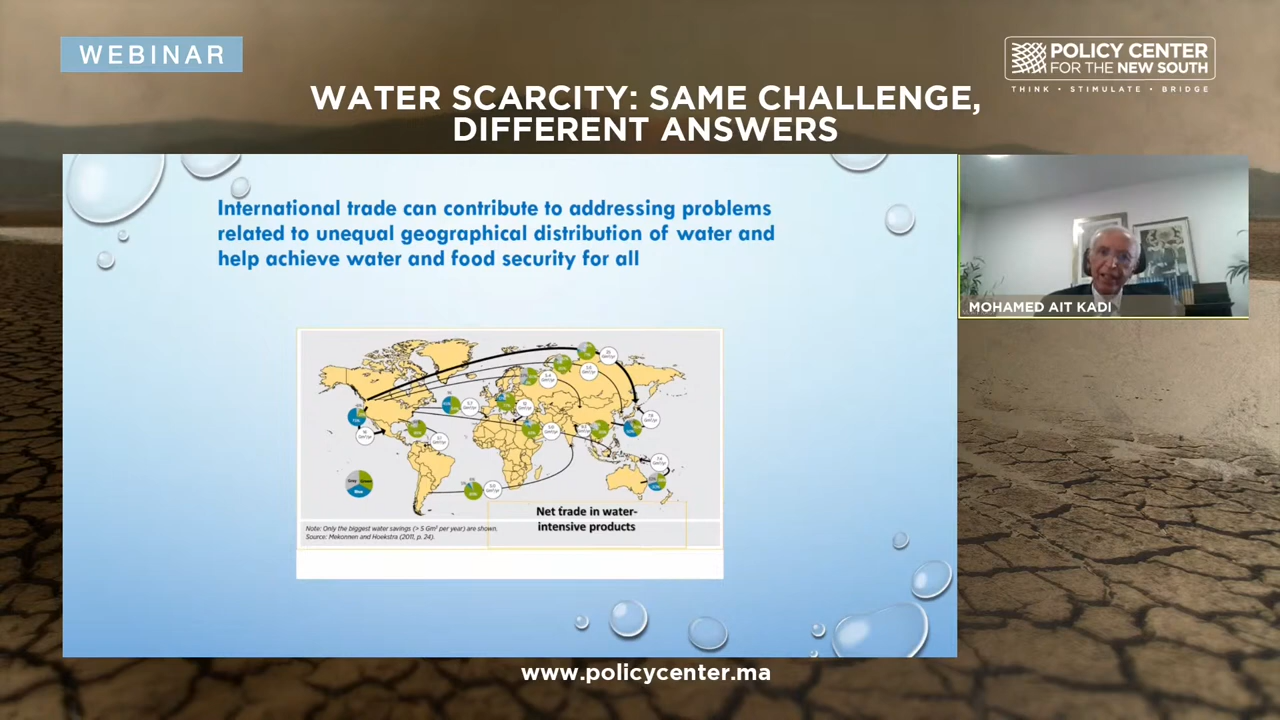 WEBINAR
POLICY CENTER
FOR THE NEW SOUTH
THINK • STIMULATE • BRIDGE
WATER SCARCITY: SAME CHALLENGE,
DIFFERENT ANSWERS
International trade can contribute to addressing problems
related to unequal geographical distribution of water and
help achieve water and food security for all
MOHAMED AIT KADI
Grey
Green
Blue
Net trade in water-
intensive products
Note: Only the biggest water savings (> 5 Gm³ per year) are shown.
Source: Mekonnen and Hoekstra (2011, p. 24).
www.policycenter.ma